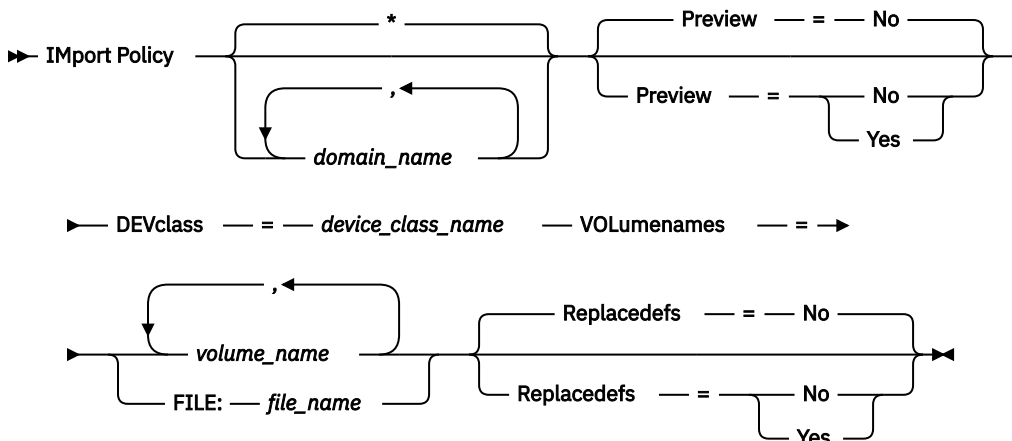 *
Preview = No
IMport Policy
,
Preview = No
domain_name
Yes
DEVclass = device_class_name VOLumenames =
,
Replacedefs = No
volume_name
FILE: file_name
Replacedefs = No
Yes